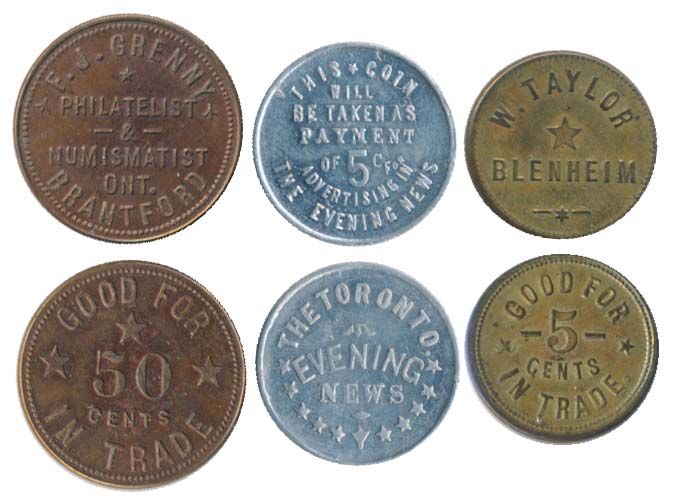 F. J. GRENNY
PHILATELIST
&
NUMISMATIST
ONT.
BRANTFORD
THIS COIN
WILL
BE TAKEN AS
PAYMENT
OF 5 C. FOR
ADVERTISING IN
THE EVENING NEWS
W. TAYLOR
BLENHEIM
GOOD FOR
50
CENTS
IN TRADE
THE TORONTO,
EVENING
NEWS
GOOD FOR
5
CENTS
IN TRADE.